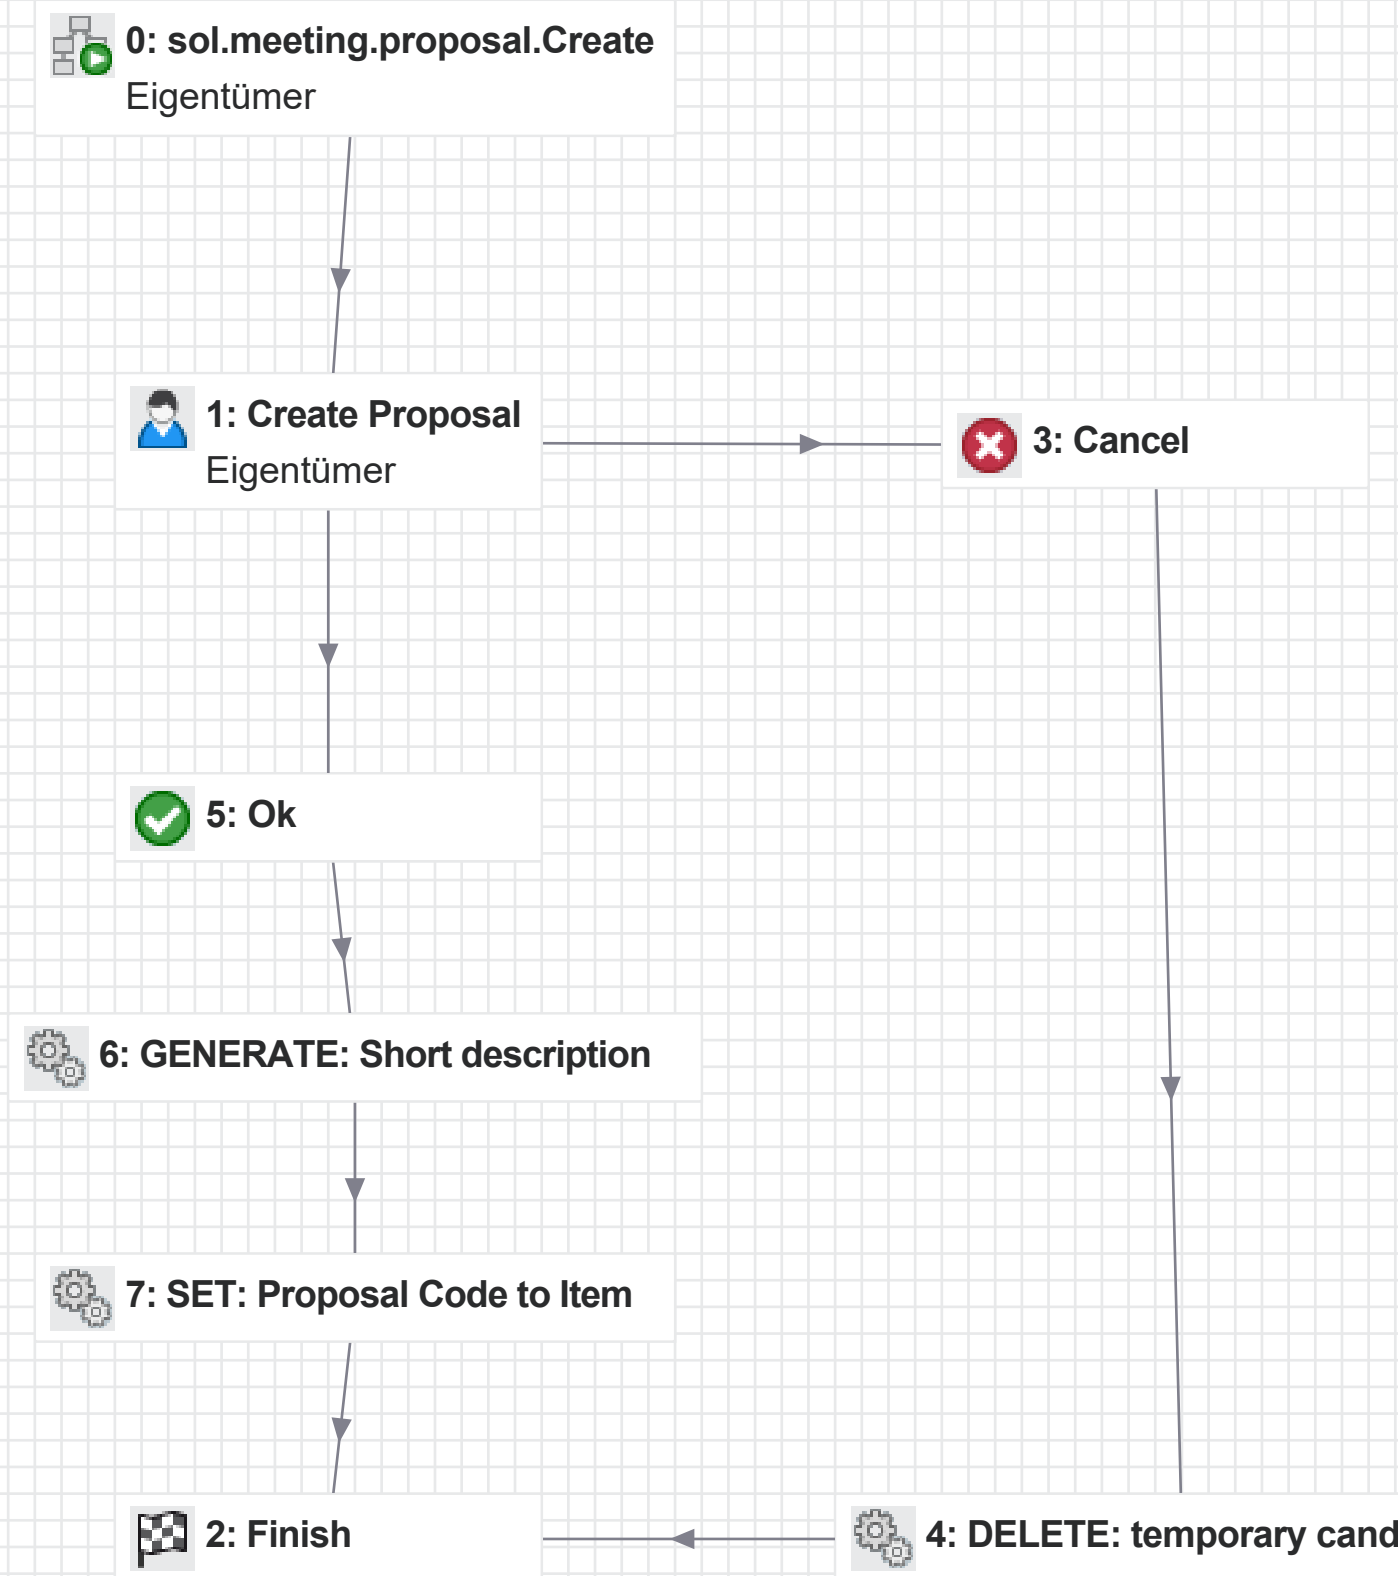 0: sol.meeting.proposal.Create
Eigentümer
1: Create Proposal
Eigentümer
3: Cancel
5: Ok
6: GENERATE: Short description
7: SET: Proposal Code to Item
2: Finish
4: DELETE: temporary